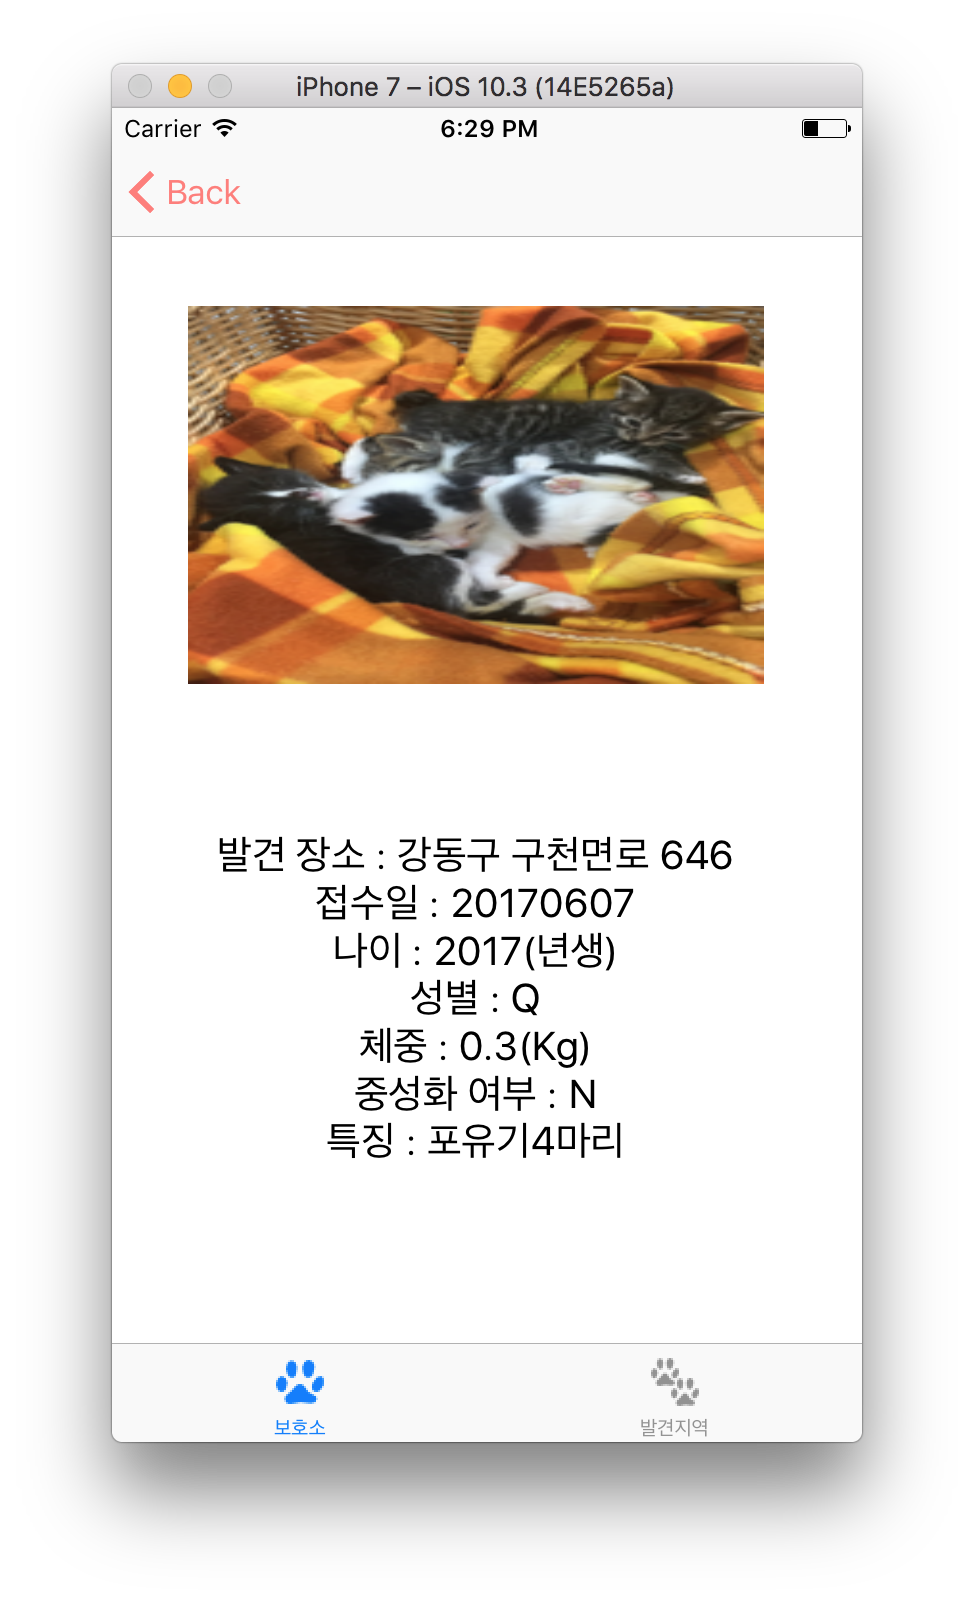 iPhone 7 – iOS 10.3 (14E5265a)
Carrier 6:29 PM
Back
발견 장소 : 강동구 구천면로 646
접수일 : 20170607
나이 : 2017(년생)
성별 : Q
체중 : 0.3(Kg)
중성화 여부 : N
특징 : 포유기4마리
보호소 발견지역